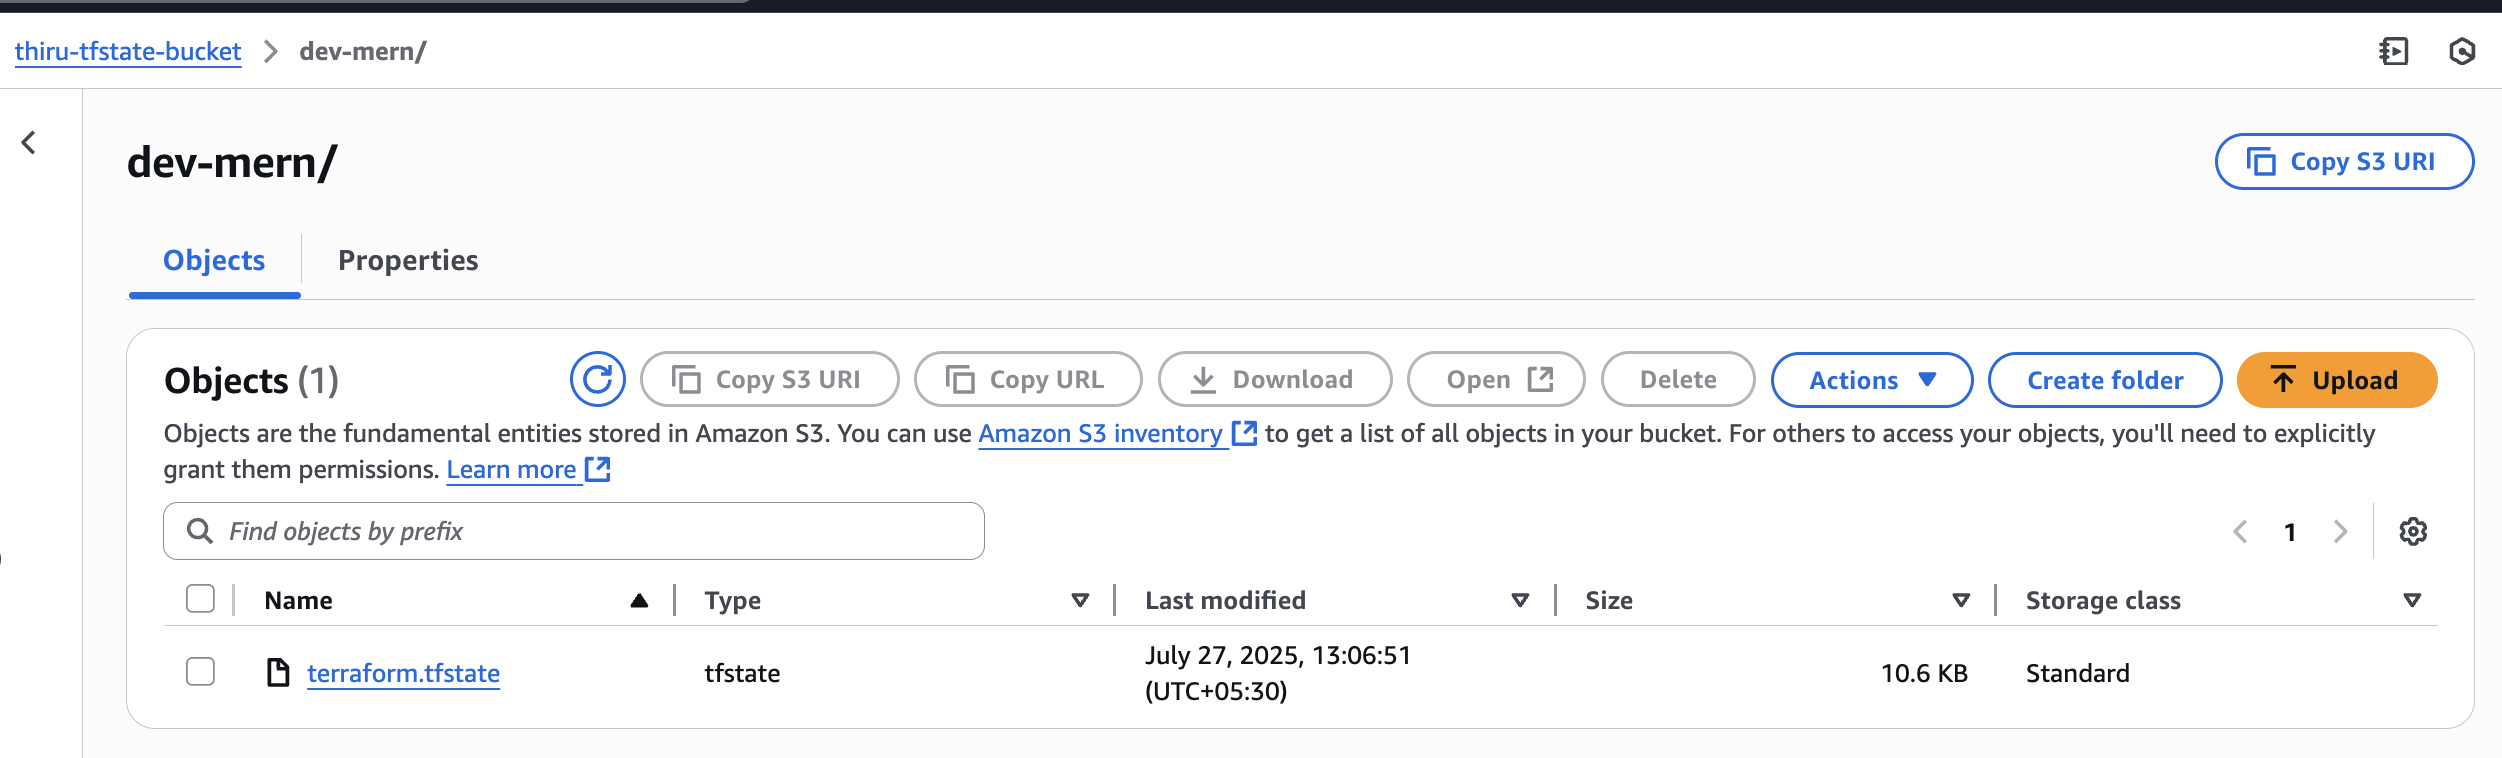 thiru-tfstate-bucket > dev-mern/
dev-mern/
Copy S3 URI
Objects
Properties
Objects (1)
Copy S3 URI
Copy URL
Download
Open
Delete
Actions
Create folder
Upload
Objects are the fundamental entities stored in Amazon S3. You can use Amazon S3 inventory to get a list of all objects in your bucket. For others to access your objects, you'll need to explicitly
grant them permissions. Learn more
Find objects by prefix
1
Name
Type
Last modified
Size
Storage class
terraform.tfstate
tfstate
July 27, 2025, 13:06:51
(UTC+05:30)
10.6 KB
Standard